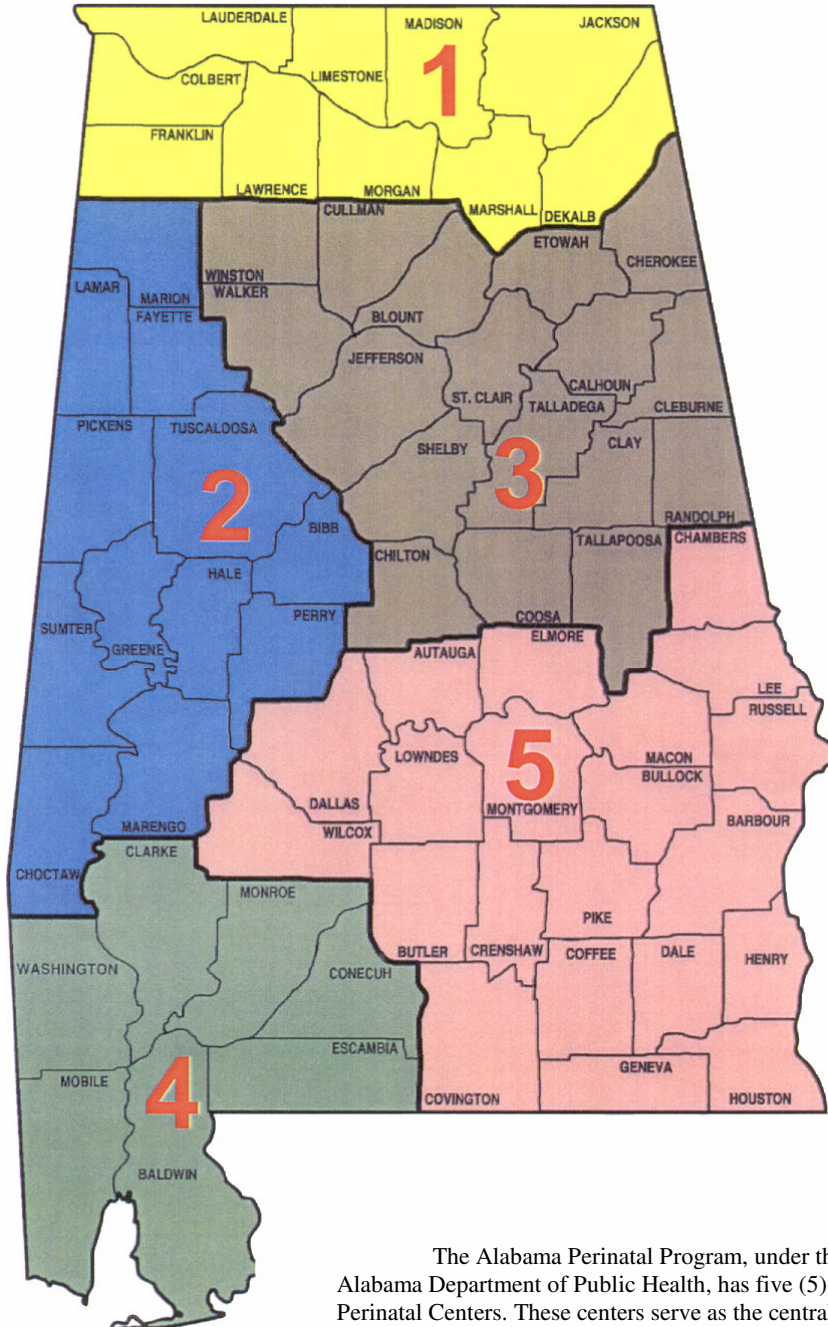 LAUDERDALE
MADISON
JACKSON
COLBERT
LIMESTONE
1
FRANKLIN
LAWRENCE
MORGAN
MARSHALL
DEKALB
CULLMAN
ETOWAH
CHEROKEE
WINSTON
WALKER
LAMAR
MARION
FAYETTE
BLOUNT
JEFFERSON
ST. CLAIR
CALHOUN
TALLADEGA
CLEBURNE
PICKENS
TUSCALOOSA
SHELBY
CLAY
2
3
BIBB
RANDOLPH
CHILTON
TALLAPOOSA
CHAMBERS
HALE
SUMTER
GREENE
PERRY
COOSA
ELMORE
AUTAUGA
LEE
RUSSELL
LOWNDES
5
MACON
BULLOCK
DALLAS
MONTGOMERY
BARBOUR
MARENGO
WILCOX
CLARKE
CHOCTAW
MONROE
PIKE
BUTLER
CRENSHAW
COFFEE
DALE
HENRY
WASHINGTON
CONECUH
ESCAMBIA
MOBILE
4
GENEVA
COVINGTON
HOUSTON
BALDWIN
The Alabama Perinatal Program, under th
Alabama Department of Public Health, has five (5)
Perinatal Centers. These centers serve as the centra